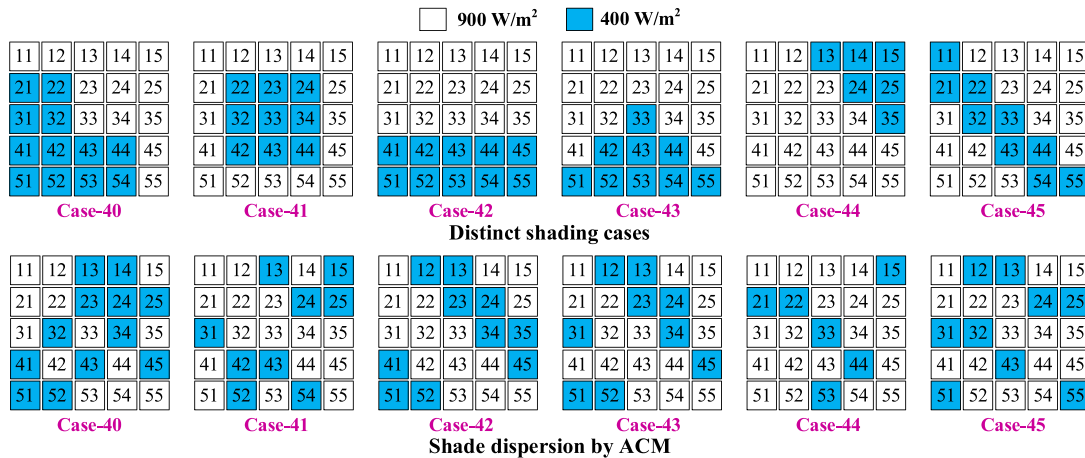 900 W/m² 400 W/m²
11 12 13 14 15 11 12 13 14 15 11 12 13 14 15 11 12 13 14 15 11 12 13 14 15 11 12 13 14 15
21 22 23 24 25 21 22 23 24 25 21 22 23 24 25 21 22 23 24 25 21 22 23 24 25 21 22 23 24 25
31 32 33 34 35 31 32 33 34 35 31 32 33 34 35 31 32 33 34 35 31 32 33 34 35 31 32 33 34 35
41 42 43 44 45 41 42 43 44 45 41 42 43 44 45 41 42 43 44 45 41 42 43 44 45 41 42 43 44 45
51 52 53 54 55 51 52 53 54 55 51 52 53 54 55 51 52 53 54 55 51 52 53 54 55 51 52 53 54 55
Case-40 Case-41 Case-42 Case-43 Case-44 Case-45
Distinct shading cases
11 12 13 14 15 11 12 13 14 15 11 12 13 14 15 11 12 13 14 15 11 12 13 14 15 11 12 13 14 15
21 22 23 24 25 21 22 23 24 25 21 22 23 24 25 21 22 23 24 25 21 22 23 24 25 21 22 23 24 25
31 32 33 34 35 31 32 33 34 35 31 32 33 34 35 31 32 33 34 35 31 32 33 34 35 31 32 33 34 35
41 42 43 44 45 41 42 43 44 45 41 42 43 44 45 41 42 43 44 45 41 42 43 44 45 41 42 43 44 45
51 52 53 54 55 51 52 53 54 55 51 52 53 54 55 51 52 53 54 55 51 52 53 54 55 51 52 53 54 55
Case-40 Case-41 Case-42 Case-43 Case-44 Case-45
Shade dispersion by ACM